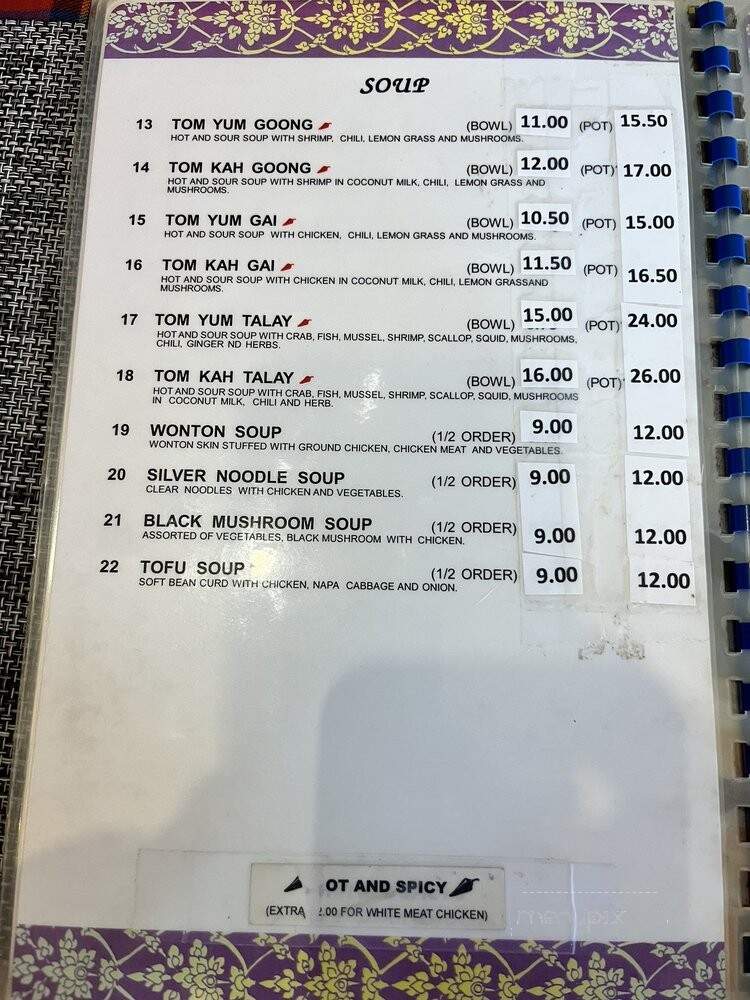 SOUP
13 TOM YUM GOONG (BOWL) 11.00 (POT) 15.50
HOT AND SOUR SOUP WITH SHRIMP, CHILI, LEMON GRASS AND MUSHROOMS.
14 TOM KAH GOONG (BOWL) 12.00 (POT) 17.00
HOT AND SOUR SOUP WITH SHRIMP IN COCONUT MILK, CHILI, LEMON GRASS AND
MUSHROOMS.
15 TOM YUM GAI (BOWL) 10.50 (POT) 15.00
HOT AND SOUR SOUP WITH CHICKEN, CHILI, LEMON GRASS AND MUSHROOMS.
16 TOM KAH GAI (BOWL) 11.50 (POT) 16.50
HOT AND SOUR SOUP WITH CHICKEN IN COCONUT MILK, CHILI, LEMON GRASSAND
MUSHROOMS.
17 TOM YUM TALAY (BOWL) 15.00 (POT) 24.00
HOT AND SOUR SOUP WITH CRAB, FISH, MUSSEL, SHRIMP, SCALLOP, SQUID, MUSHROOMS,
CHILI, GINGER ND HERBS.
18 TOM KAH TALAY (BOWL) 16.00 (POT) 26.00
HOT AND SOUR SOUP WITH CRAB, FISH, MUSSEL, SHRIMP, SCALLOP, SQUID, MUSHROOMS
IN COCONUT MILK, CHILI AND HERB.
19 WONTON SOUP (1/2 ORDER) 9.00 12.00
WONTON SKIN STUFFED WITH GROUND CHICKEN, CHICKEN MEAT AND VEGETABLES.
20 SILVER NOODLE SOUP (1/2 ORDER) 9.00 12.00
CLEAR NOODLES WITH CHICKEN AND VEGETABLES.
21 BLACK MUSHROOM SOUP (1/2 ORDER) 9.00 12.00
ASSORTED OF VEGETABLES, BLACK MUSHROOM WITH CHICKEN.
22 TOFU SOUP (1/2 ORDER) 9.00 12.00
SOFT BEAN CURD WITH CHICKEN, NAPA CABBAGE AND ONION.
OT AND SPICY
(EXTRA .00 FOR WHITE MEAT CHICKEN)